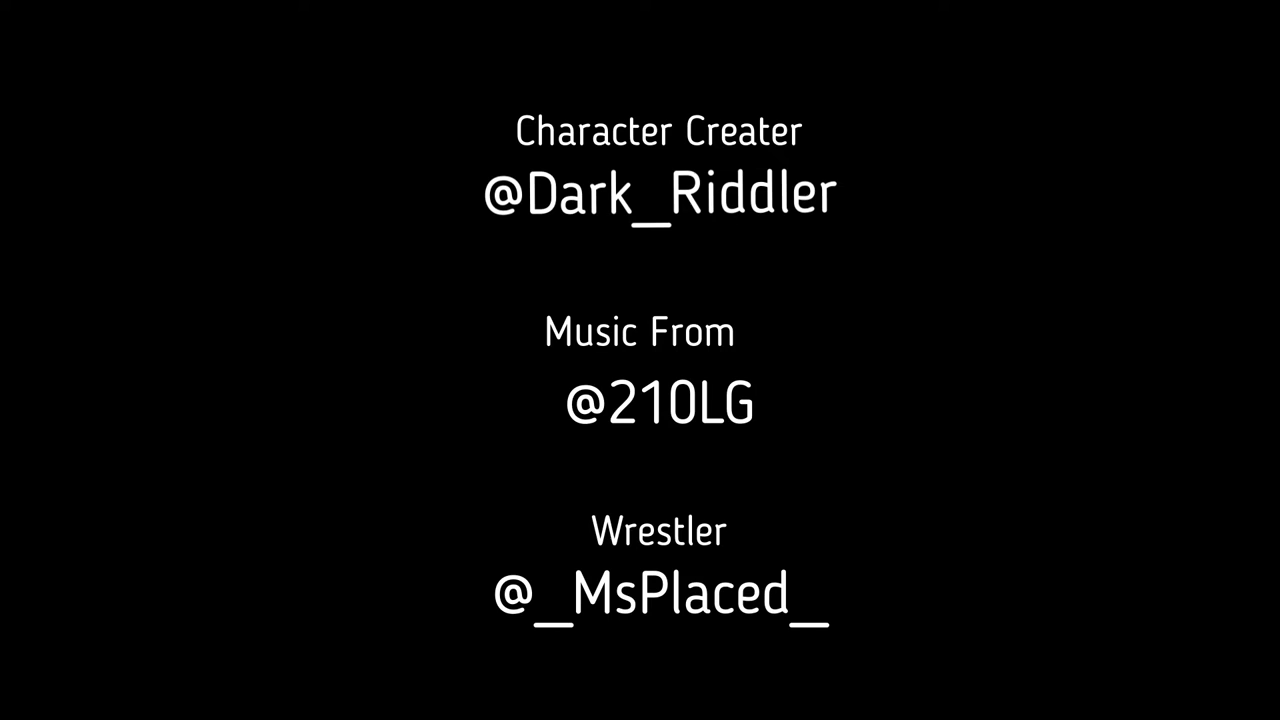 Character Creater
@Dark_Riddler
Music From
@210LG
Wrestler
@_MsPlaced_